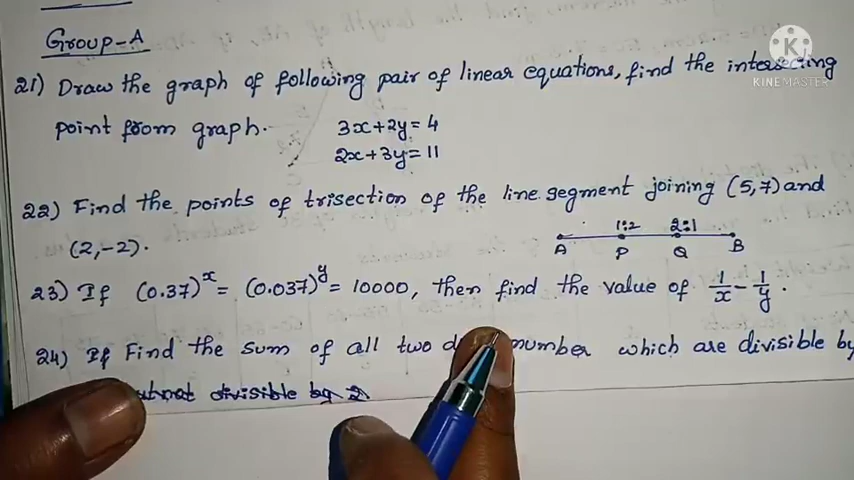 Group-A
21) Draw the graph of following pair of linear equations, find the intersecting
point from graph.
3x+2y=4
2x+3y=11
22) Find the points of trisection of the line segment joining (5,7) and
(2,-2).
1:2 2:1
A P Q B
23) If (0.37)^x = (0.037)^y = 10000, then find the value of 1/x - 1/y.
24) If Find the sum of all two number which are divisible by
not divisible by 2
K
KINEMASTER